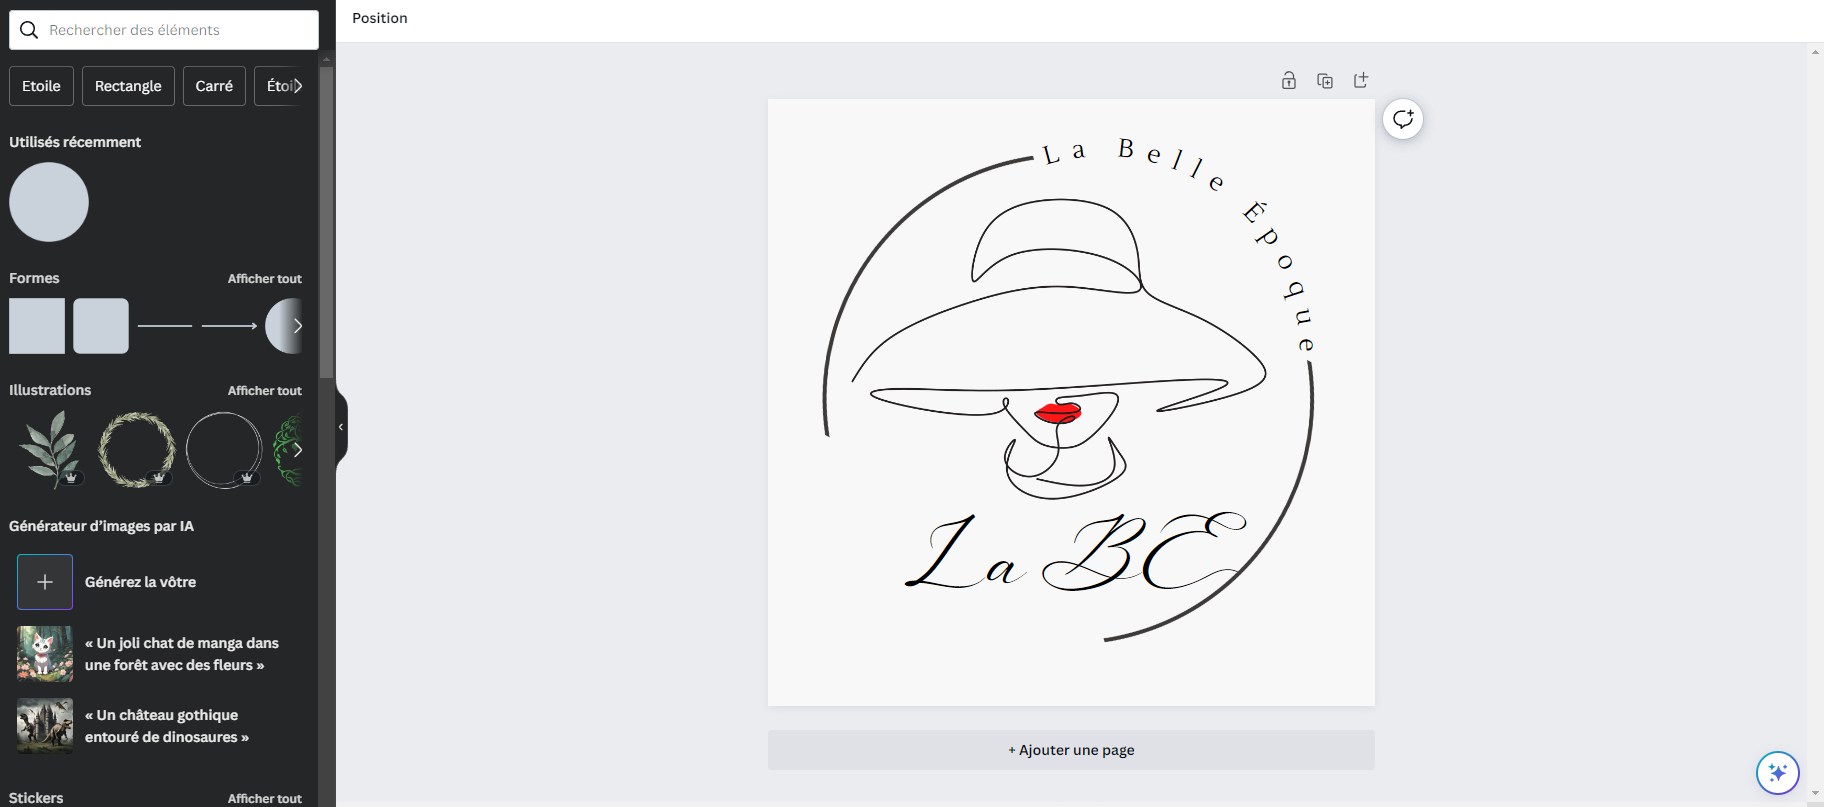 Rechercher des éléments
Position
Etoile
Rectangle
Carré
Utilisés récemment
Formes
Afficher tout
Illustrations
Afficher tout
Générateur d'images par IA
Générez la vôtre
« Un joli chat de manga dans
une forêt avec des fleurs »
« Un château gothique
entouré de dinosaures »
Stickers
Afficher tout
La Belle Époque
La BE
+ Ajouter une page